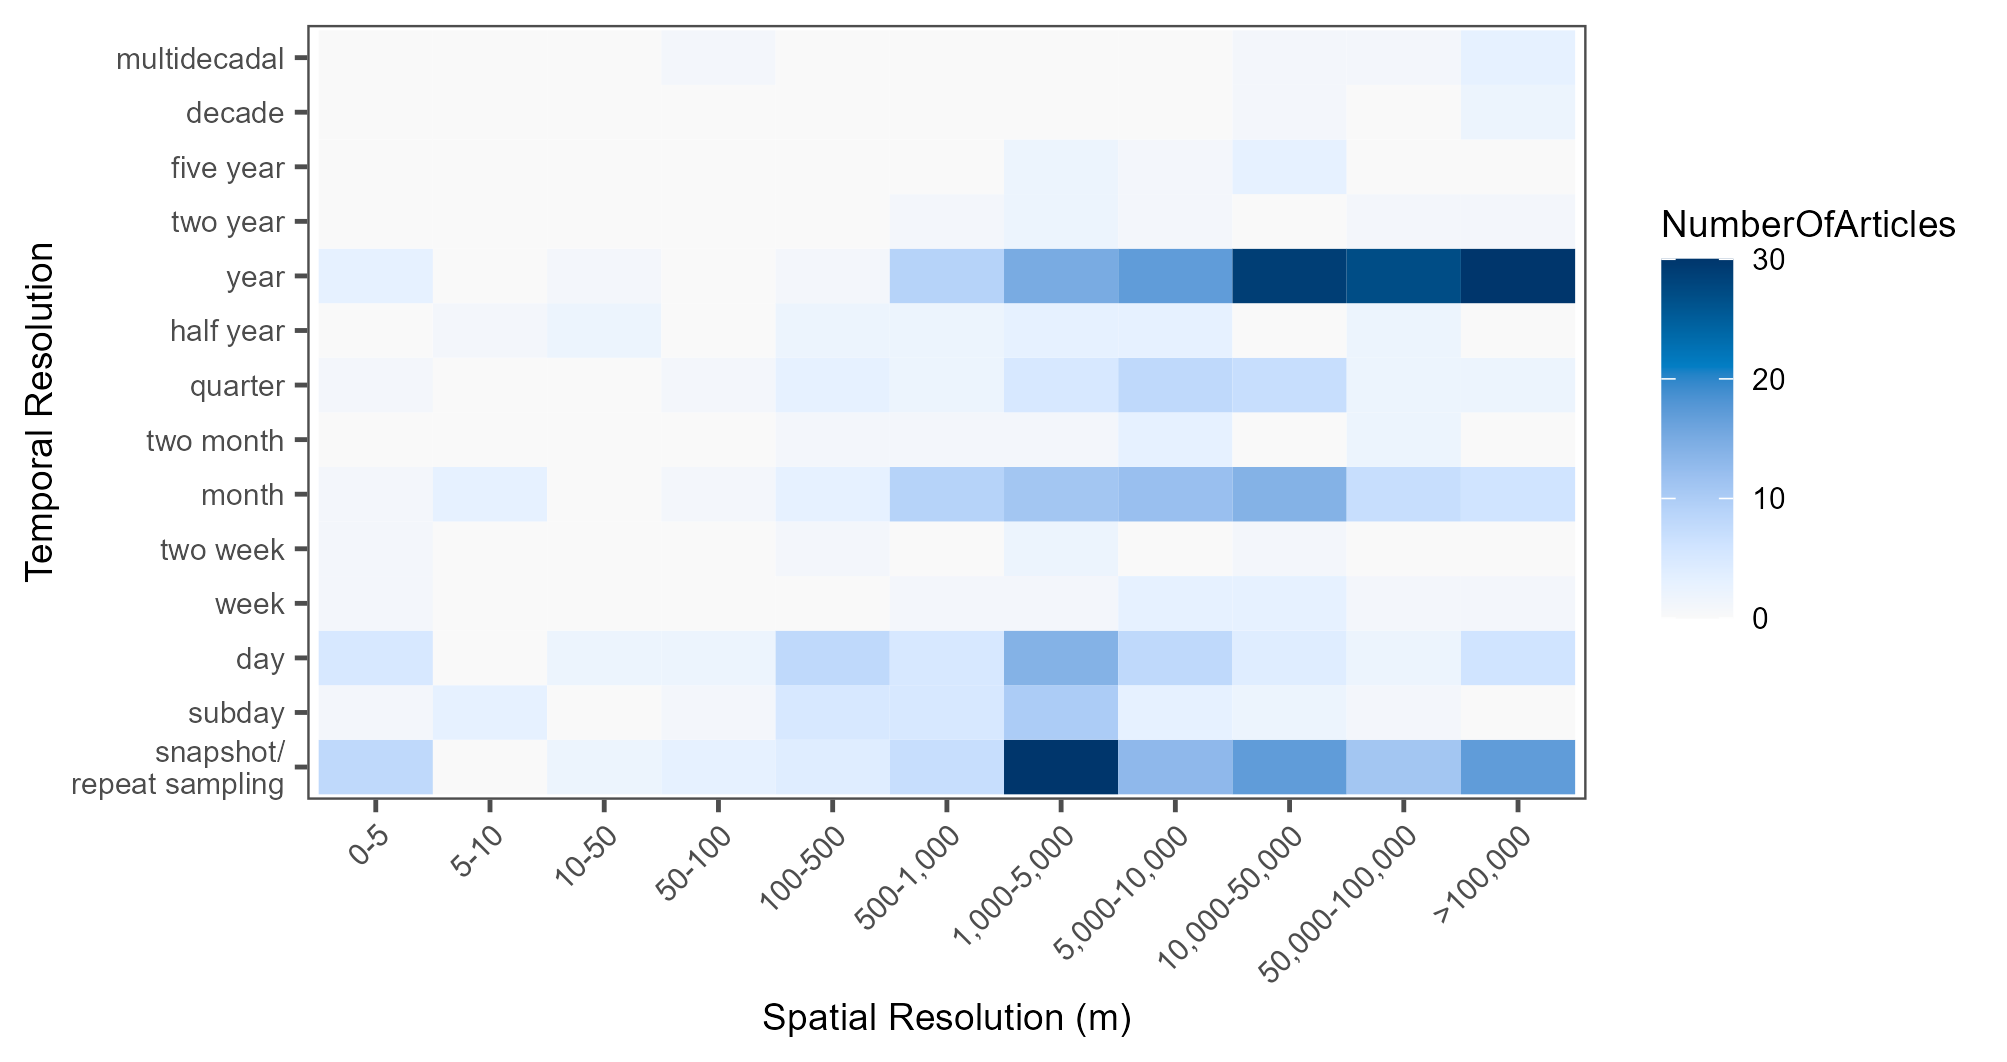 Temporal Resolution
multidecadal
decade
five year
two year
year
half year
quarter
two month
month
two week
week
day
subday
snapshot/
repeat sampling
0-5
5-10
10-50
50-100
100-500
500-1,000
1,000-5,000
5,000-10,000
10,000-50,000
50,000-100,000
>100,000
Spatial Resolution (m)
NumberOfArticles
30
20
10
0